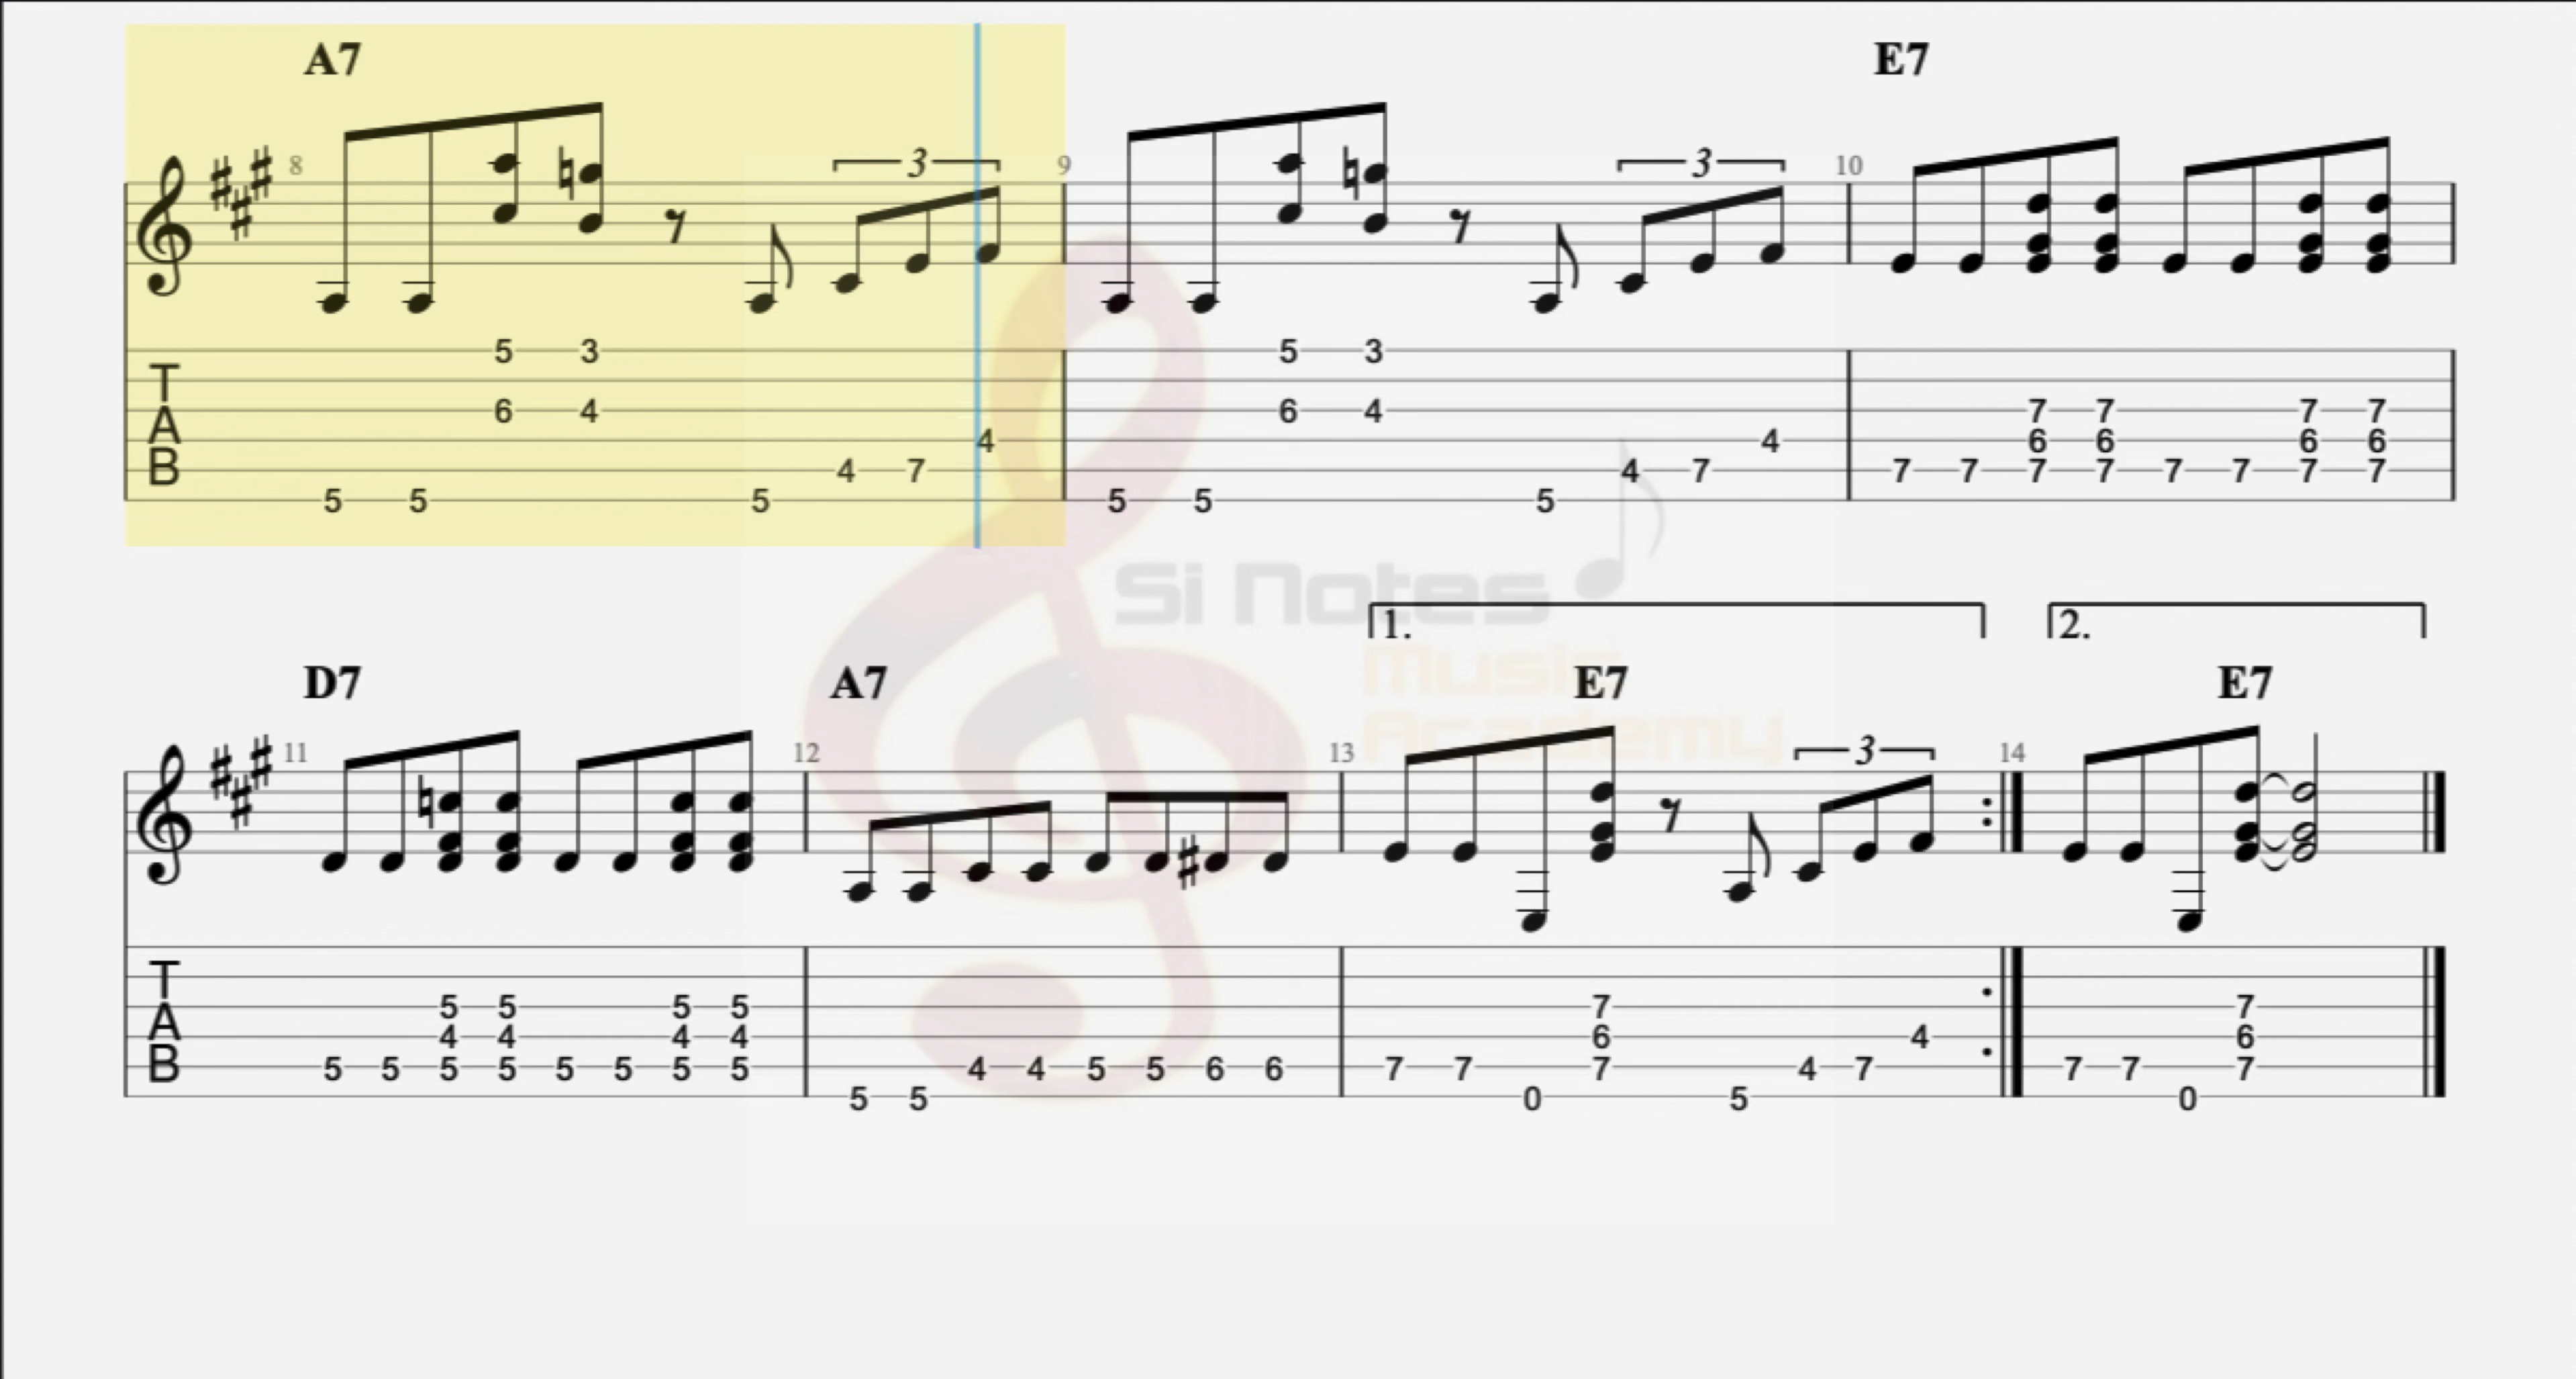 A7 E7
8 3 9 3 10
T 5 3 5 3
A 6 4 6 4 7 7 7 7
4 4 6 6 6 6
B 4 7 4 7 7 7 7 7 7 7 7 7
5 5 5 5 5 5
Si Notes
Music
Academy
1. 2.
D7 A7 E7 E7
11 12 13 3 14
T
A 5 5 5 5 7 7
4 4 4 4 6 4 6
B 5 5 5 5 5 5 5 5 4 4 5 5 6 6 7 7 7 4 7 7 7 7
5 5 0 5 0